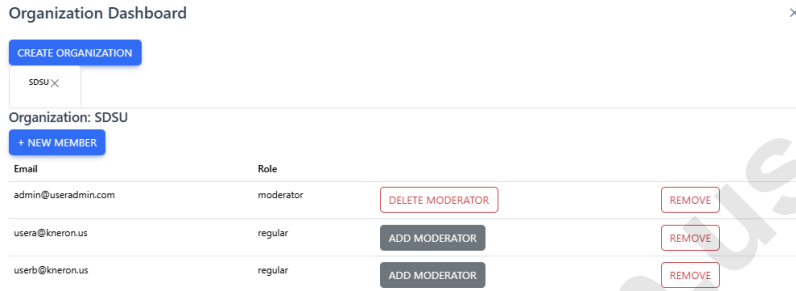 Organization Dashboard ×
CREATE ORGANIZATION
SDSU ×
Organization: SDSU
+ NEW MEMBER
Email Role
admin@useradmin.com moderator DELETE MODERATOR REMOVE
usera@kneron.us regular ADD MODERATOR REMOVE
userb@kneron.us regular ADD MODERATOR REMOVE